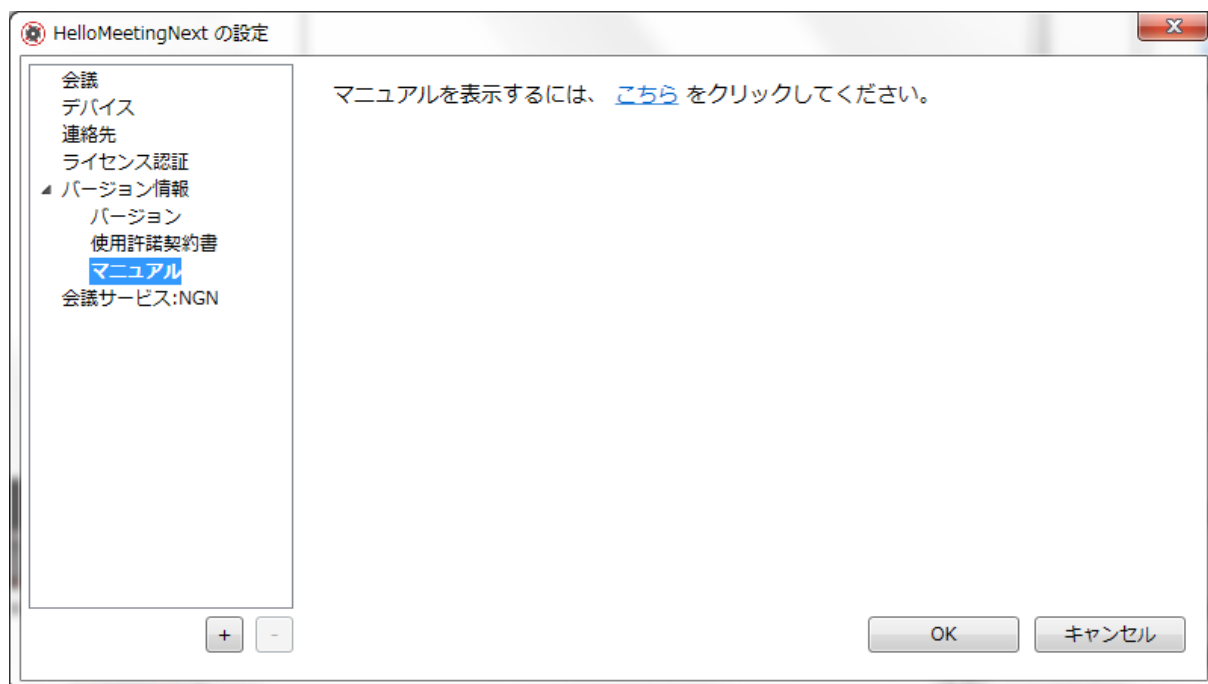 HelloMeetingNext の設定
会議
デバイス
連絡先
ライセンス認証
バージョン情報
バージョン
使用許諾契約書
マニュアル
会議サービス:NGN
マニュアルを表示するには、 こちら をクリックしてください。
+
-
OK
キャンセル